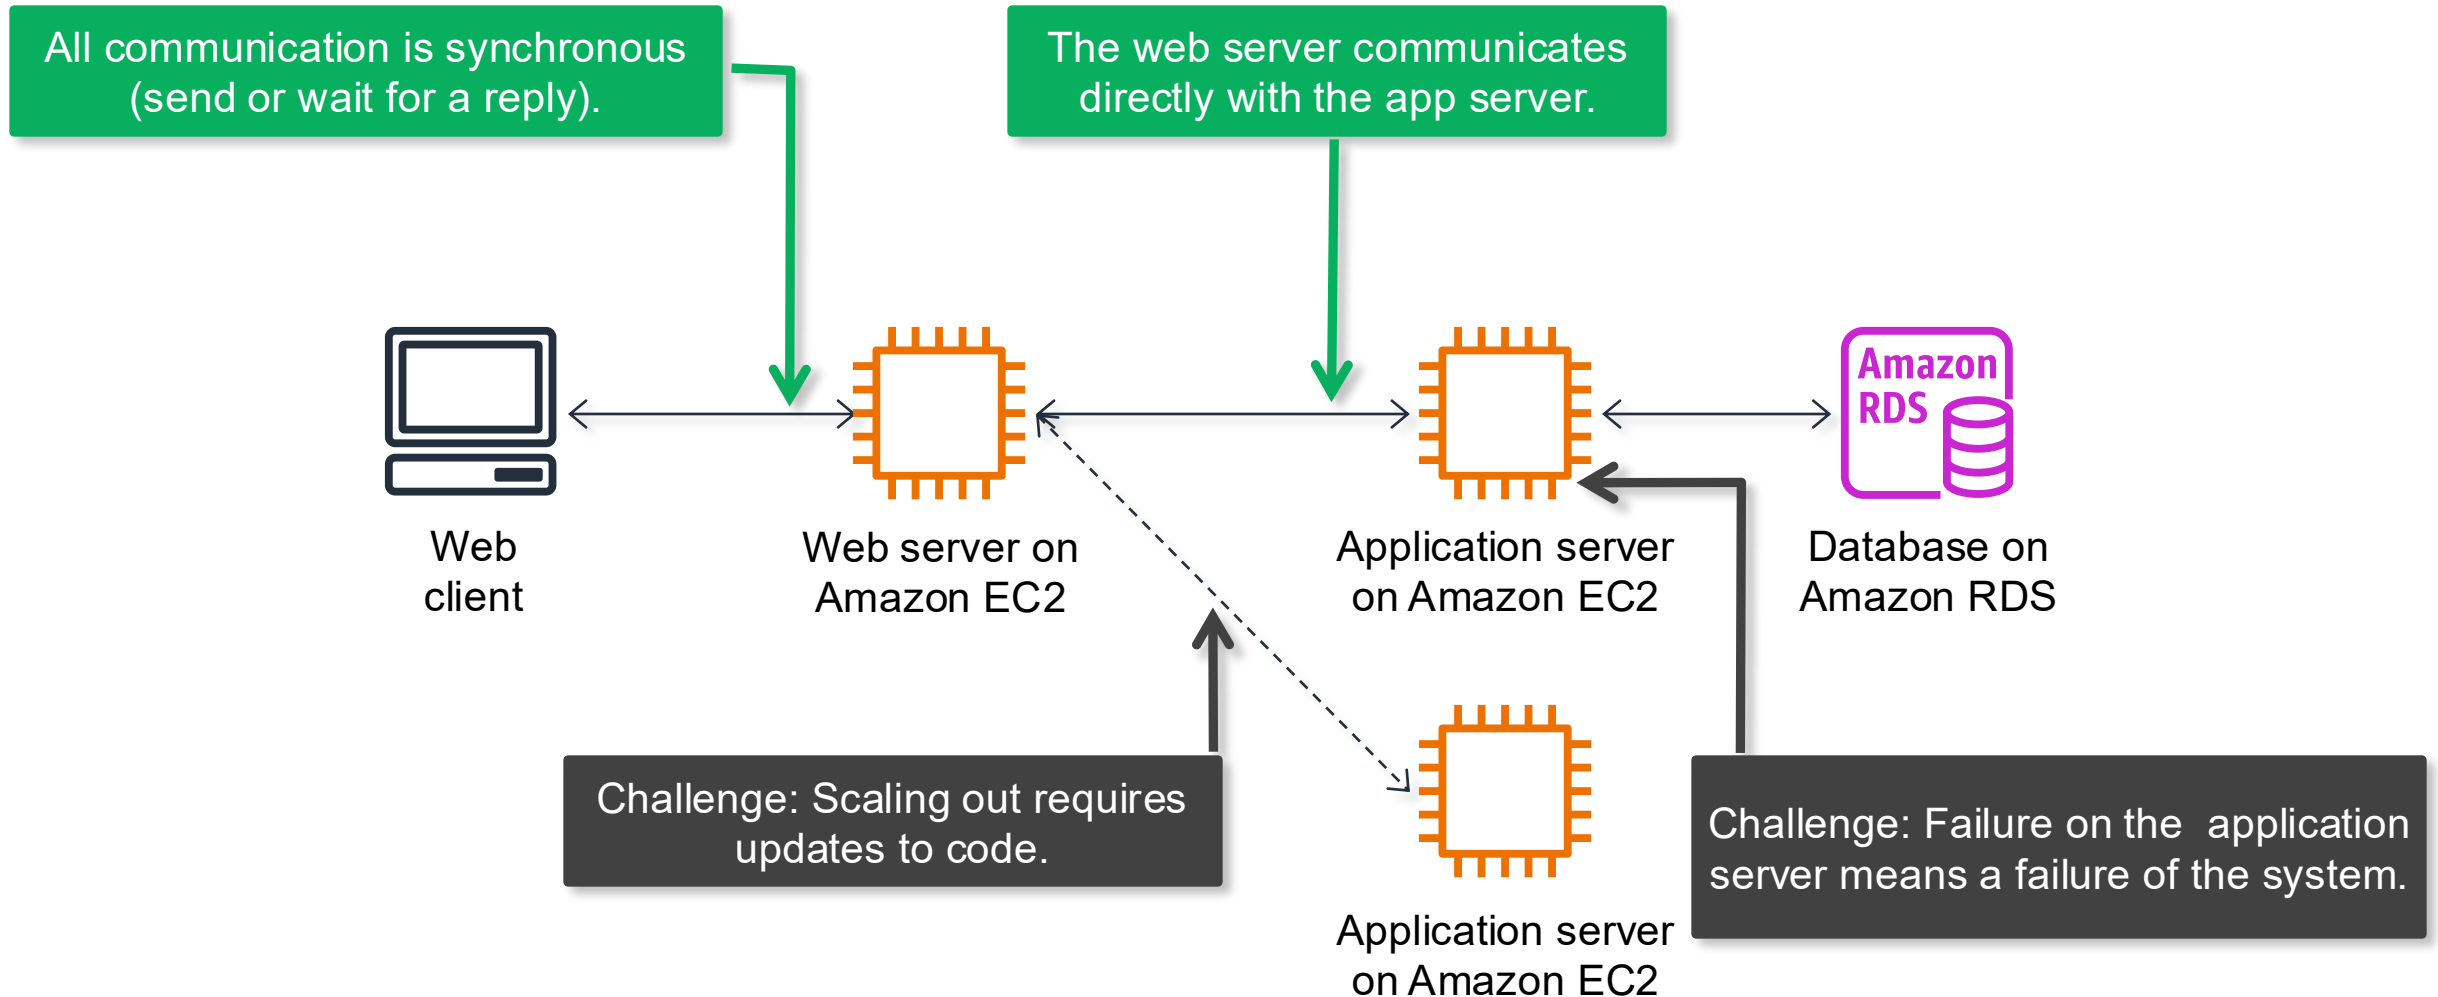 All communication is synchronous
(send or wait for a reply).
The web server communicates
directly with the app server.
Amazon
RDS
Web
client
Web server on
Amazon EC2
Application server
on Amazon EC2
Database on
Amazon RDS
Challenge: Scaling out requires
updates to code.
Challenge: Failure on the  application
server means a failure of the system.
Application server
on Amazon EC2